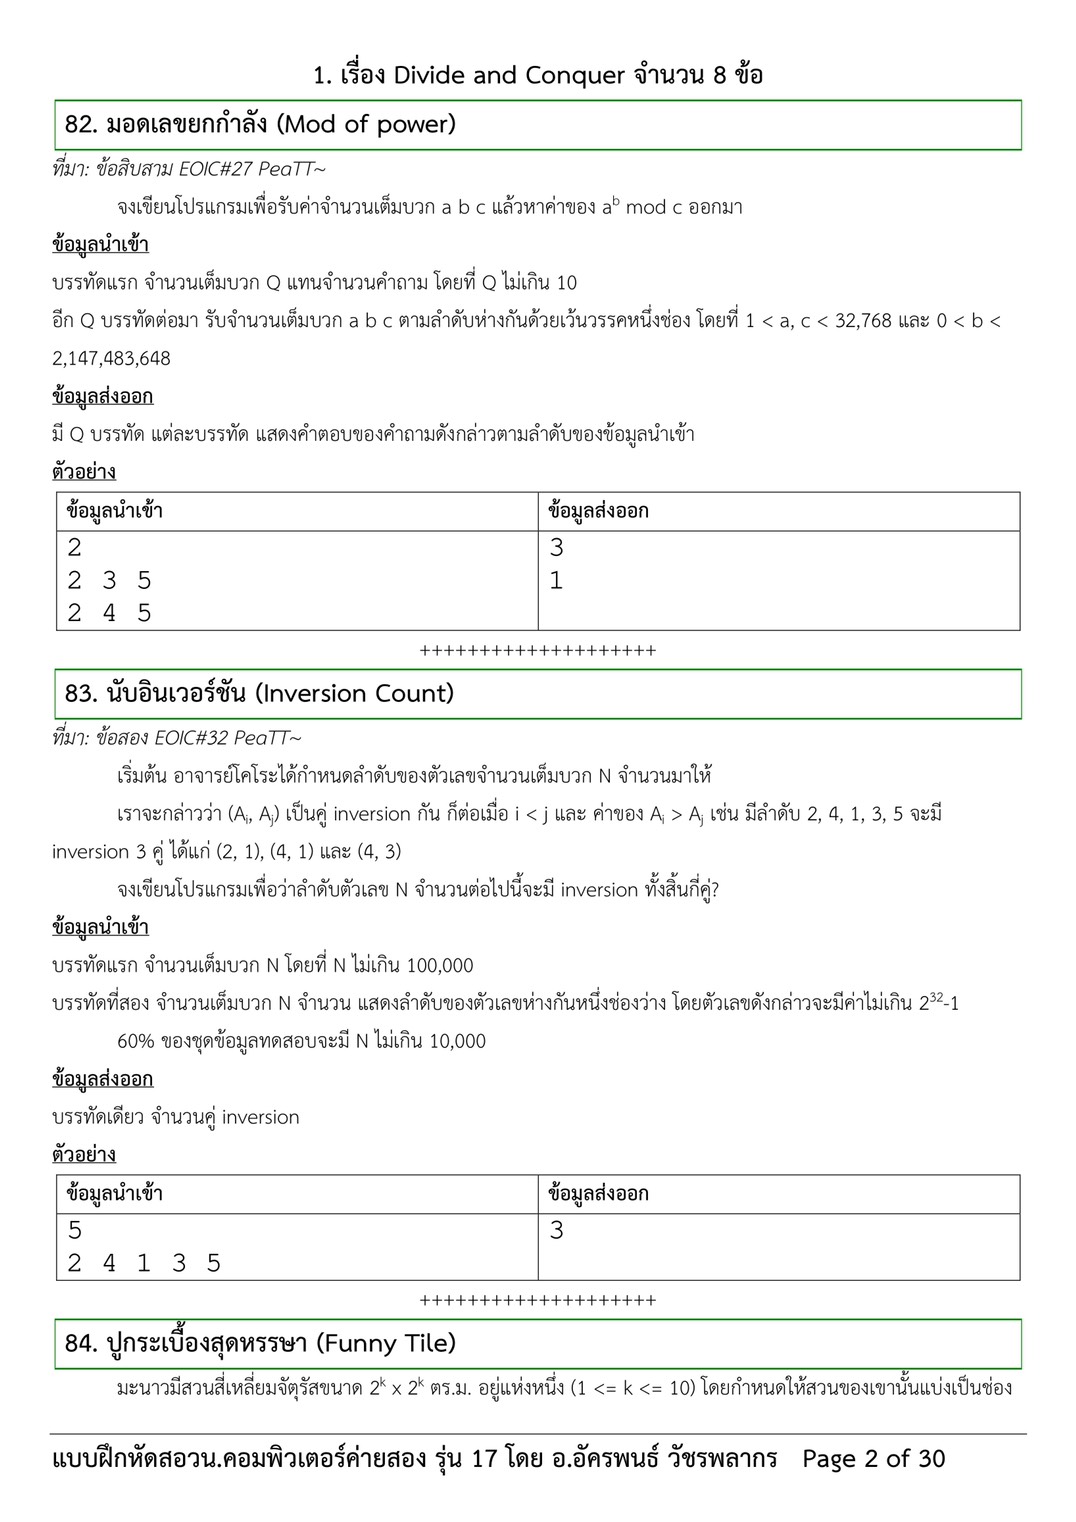 1. เรื่อง Divide and Conquer จำนวน 8 ข้อ
82. มอดเลขยกกำลัง (Mod of power)
ที่มา: ข้อสิบสาม EOIC#27 PeaTT~
จงเขียนโปรแกรมเพื่อรับค่าจำนวนเต็มบวก a b c แล้วหาค่าของ aᵇ mod c ออกมา
ข้อมูลนำเข้า
บรรทัดแรก จำนวนเต็มบวก Q แทนจำนวนคำถาม โดยที่ Q ไม่เกิน 10
อีก Q บรรทัดต่อมา รับจำนวนเต็มบวก a b c ตามลำดับห่างกันด้วยเว้นวรรคหนึ่งช่อง โดยที่ 1 < a, c < 32,768 และ 0 < b <
2,147,483,648
ข้อมูลส่งออก
มี Q บรรทัด แต่ละบรรทัด แสดงคำตอบของคำถามดังกล่าวตามลำดับของข้อมูลนำเข้า
ตัวอย่าง
ข้อมูลนำเข้า ข้อมูลส่งออก
2 3
2 3 5 1
2 4 5
++++++++++++++++++++
83. นับอินเวอร์ชัน (Inversion Count)
ที่มา: ข้อสอง EOIC#32 PeaTT~
เริ่มต้น อาจารย์โคโระได้กำหนดลำดับของตัวเลขจำนวนเต็มบวก N จำนวนมาให้
เราจะกล่าวว่า (Aᵢ, Aⱼ) เป็นคู่ inversion กัน ก็ต่อเมื่อ i < j และ ค่าของ Aᵢ > Aⱼ เช่น มีลำดับ 2, 4, 1, 3, 5 จะมี
inversion 3 คู่ ได้แก่ (2, 1), (4, 1) และ (4, 3)
จงเขียนโปรแกรมเพื่อว่าลำดับตัวเลข N จำนวนต่อไปนี้จะมี inversion ทั้งสิ้นกี่คู่?
ข้อมูลนำเข้า
บรรทัดแรก จำนวนเต็มบวก N โดยที่ N ไม่เกิน 100,000
บรรทัดที่สอง จำนวนเต็มบวก N จำนวน แสดงลำดับของตัวเลขห่างกันหนึ่งช่องว่าง โดยตัวเลขดังกล่าวจะมีค่าไม่เกิน 2³²-1
60% ของชุดข้อมูลทดสอบจะมี N ไม่เกิน 10,000
ข้อมูลส่งออก
บรรทัดเดียว จำนวนคู่ inversion
ตัวอย่าง
ข้อมูลนำเข้า ข้อมูลส่งออก
5 3
2 4 1 3 5
++++++++++++++++++++
84. ปูกระเบื้องสุดหรรษา (Funny Tile)
มะนาวมีสวนสี่เหลี่ยมจัตุรัสขนาด 2ᵏ x 2ᵏ ตร.ม. อยู่แห่งหนึ่ง (1 <= k <= 10) โดยกำหนดให้สวนของเขานั้นแบ่งเป็นช่อง
แบบฝึกหัดสอวน.คอมพิวเตอร์ค่ายสอง รุ่น 17 โดย อ.อัครพนธ์ วัชรพลากร Page 2 of 30